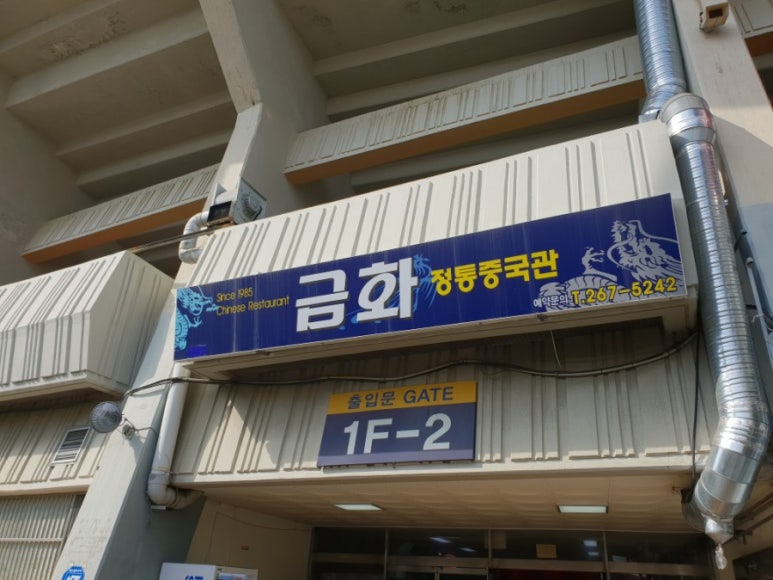 Since 1985
Chinese Restaurant
금화
정통중국관
예약문의 T.267-5242
출입문 GATE
1F-2